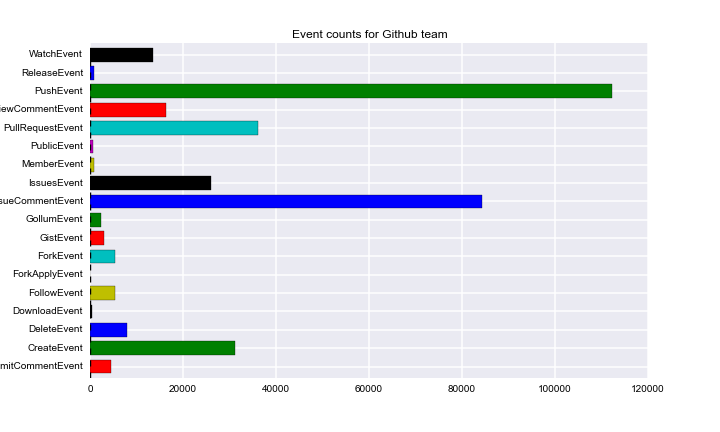 Event counts for Github team
WatchEvent
ReleaseEvent
PushEvent
iewCommentEvent
PullRequestEvent
PublicEvent
MemberEvent
IssuesEvent
sueCommentEvent
GollumEvent
GistEvent
ForkEvent
ForkApplyEvent
FollowEvent
DownloadEvent
DeleteEvent
CreateEvent
mitCommentEvent
0 20000 40000 60000 80000 100000 120000